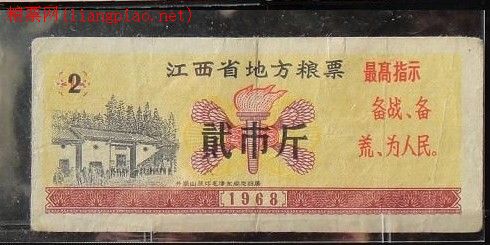 粮票网(liangpiao.net)
江西省地方粮票
2
最高指示
备战、备
荒、为人民。
贰市斤
1968